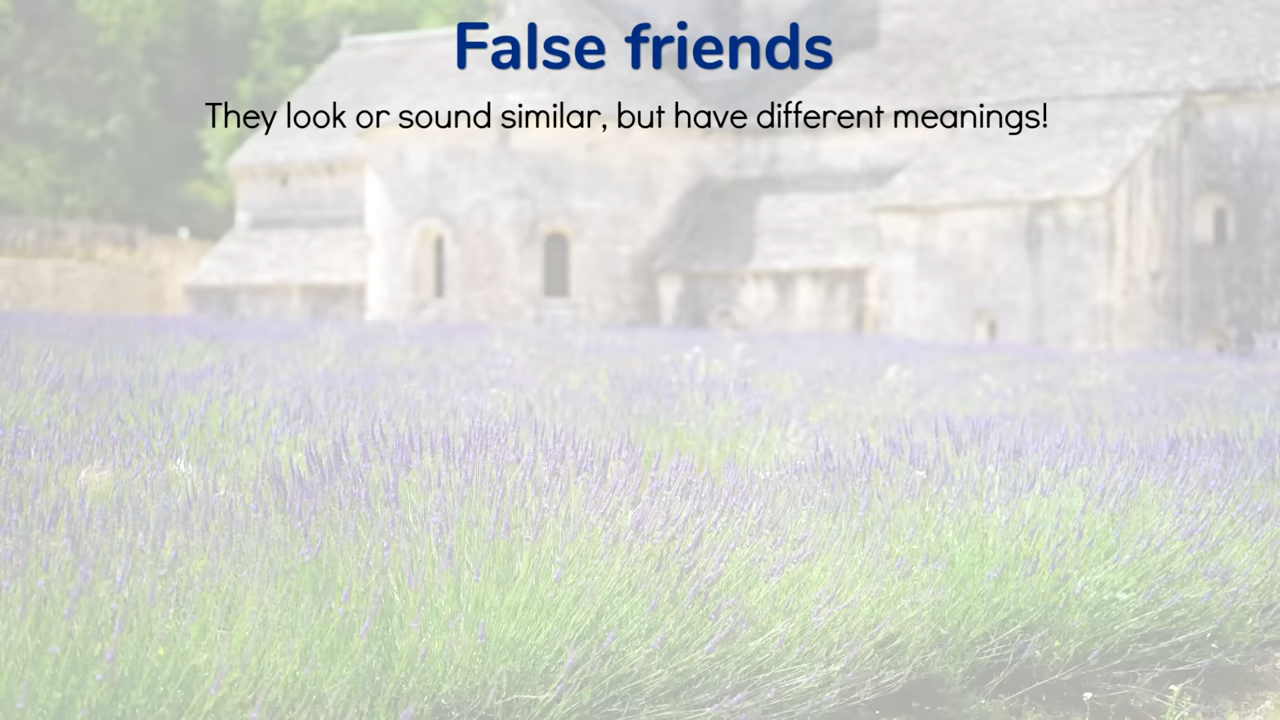 False friends
They look or sound similar, but have different meanings!